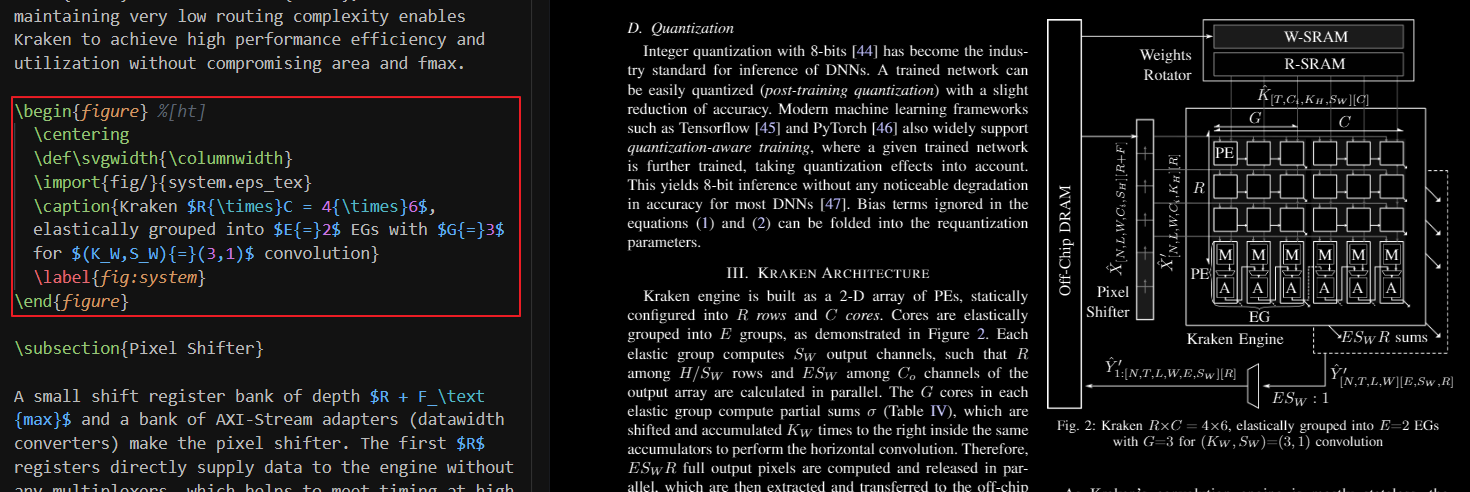 maintaining very low routing complexity enables
Kraken to achieve high performance efficiency and
utilization without compromising area and fmax.
\begin{figure} %[ht]
\centering
\def\svgwidth{\columnwidth}
\import{fig/}{system.eps_tex}
\caption{Kraken $R{\times}C = 4{\times}6$,
elastically grouped into $E{=}2$ EGs with $G{=}3$
for $(K_W,S_W){=}(3,1)$ convolution}
\label{fig:system}
\end{figure}
\subsection{Pixel Shifter}
A small shift register bank of depth $R + F_\text
{max}$ and a bank of AXI-Stream adapters (datawidth
converters) make the pixel shifter. The first $R$
registers directly supply data to the engine without
any multiplexers, which helps to meet timing at high
D. Quantization
Integer quantization with 8-bits [44] has become the indus-
try standard for inference of DNNs. A trained network can
be easily quantized (post-training quantization) with a slight
reduction of accuracy. Modern machine learning frameworks
such as Tensorflow [45] and PyTorch [46] also widely support
quantization-aware training, where a given trained network
is further trained, taking quantization effects into account.
This yields 8-bit inference without any noticeable degradation
in accuracy for most DNNs [47]. Bias terms ignored in the
equations (1) and (2) can be folded into the requantization
parameters.
III. KRAKEN ARCHITECTURE
Kraken engine is built as a 2-D array of PEs, statically
configured into R rows and C cores. Cores are elastically
grouped into E groups, as demonstrated in Figure 2. Each
elastic group computes S_W output channels, such that R
among H/S_W rows and ES_W among C_o channels of the
output array are calculated in parallel. The G cores in each
elastic group compute partial sums σ (Table IV), which are
shifted and accumulated K_W times to the right inside the same
accumulators to perform the horizontal convolution. Therefore,
ES_W R full output pixels are computed and released in par-
allel, which are then extracted and transferred to the off-chip
W-SRAM
Weights
Rotator
R-SRAM
K̂[T,C_i,K_H,S_W][C]
G
C
PE
R
Off-Chip DRAM
X̂[N,L,W,C_i,S_H][R+F]
X̂'[N,L,W,C_i,K_H][R]
PE
M M M M M M
A A A A A A
Pixel
Shifter
EG
Kraken Engine
ES_W R sums
Ŷ'1:[N,T,L,W,E,S_W][R]
Ŷ'[N,T,L,W][E,S_W,R]
ES_W : 1
Fig. 2: Kraken R×C = 4×6, elastically grouped into E=2 EGs
with G=3 for (K_W, S_W)=(3, 1) convolution